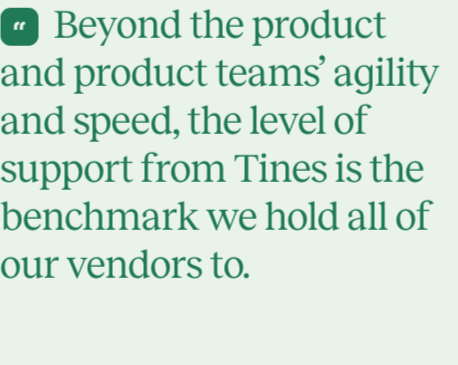 “ Beyond the product
and product teams’ agility
and speed, the level of
support from Tines is the
benchmark we hold all of
our vendors to.